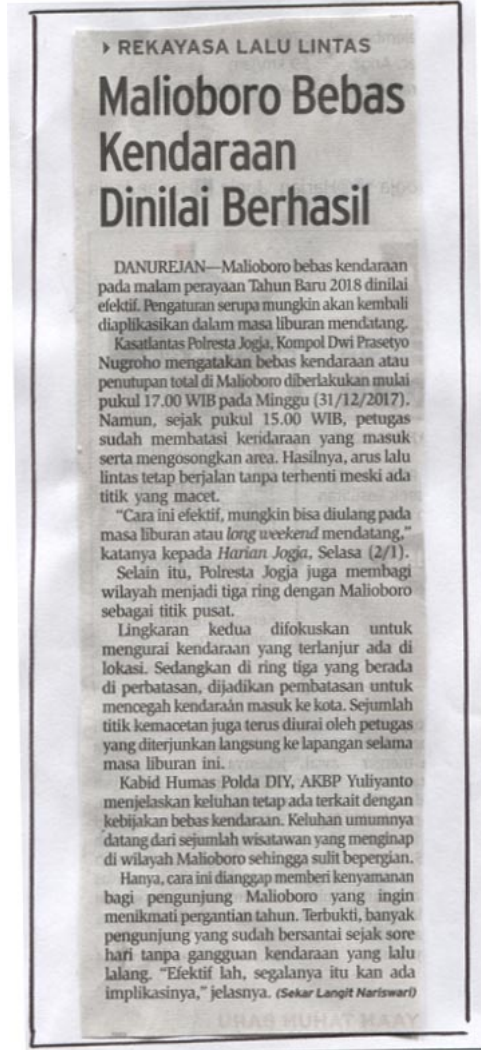 REKAYASA LALU LINTAS
Malioboro Bebas
Kendaraan
Dinilai Berhasil
DANUREJAN—Malioboro bebas kendaraan
pada malam perayaan Tahun Baru 2018 dinilai
efektif. Pengaturan serupa mungkin akan kembali
diaplikasikan dalam masa liburan mendatang.
Kasatlantas Polresta Jogja, Kompol Dwi Prasetyo
Nugroho mengatakan bebas kendaraan atau
penutupan total di Malioboro diberlakukan mulai
pukul 17.00 WIB pada Minggu (31/12/2017).
Namun, sejak pukul 15.00 WIB, petugas
sudah membatasi kendaraan yang masuk
serta mengosongkan area. Hasilnya, arus lalu
lintas tetap berjalan tanpa terhenti meski ada
titik yang macet.
“Cara ini efektif, mungkin bisa diulang pada
masa liburan atau long weekend mendatang,”
katanya kepada Harian Jogja, Selasa (2/1).
Selain itu, Polresta Jogja juga membagi
wilayah menjadi tiga ring dengan Malioboro
sebagai titik pusat.
Lingkaran kedua difokuskan untuk
mengurai kendaraan yang terlanjur ada di
lokasi. Sedangkan di ring tiga yang berada
di perbatasan, dijadikan pembatasan untuk
mencegah kendaraan masuk ke kota. Sejumlah
titik kemacetan juga terus diurai oleh petugas
yang diterjunkan langsung ke lapangan selama
masa liburan ini.
Kabid Humas Polda DIY, AKBP Yuliyanto
menjelaskan keluhan tetap ada terkait dengan
kebijakan bebas kendaraan. Keluhan umumnya
datang dari sejumlah wisatawan yang menginap
di wilayah Malioboro sehingga sulit bepergian.
Hanya, cara ini dianggap memberi kenyamanan
bagi pengunjung Malioboro yang ingin
menikmati pergantian tahun. Terbukti, banyak
pengunjung yang sudah bersantai sejak sore
hari tanpa gangguan kendaraan yang lalu
lalang. “Efektif lah, segalanya itu kan ada
implikasinya,” jelasnya. (Sekar Langit Nariswari)